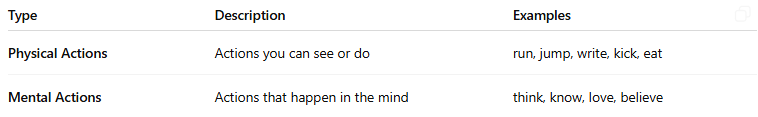 Type Description Examples
Physical Actions Actions you can see or do run, jump, write, kick, eat
Mental Actions Actions that happen in the mind think, know, love, believe